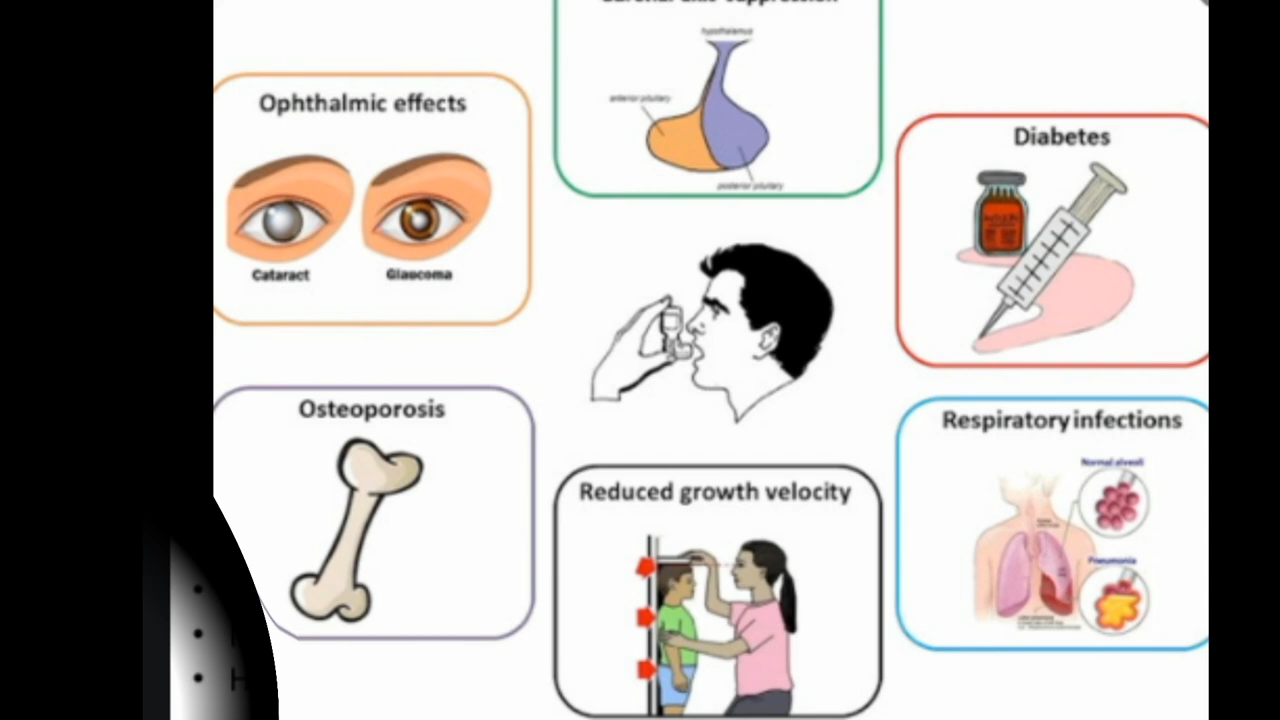 hypothalamus
anterior pituitary
posterior pituitary
Ophthalmic effects
Cataract
Glaucoma
Diabetes
Osteoporosis
Reduced growth velocity
Respiratory infections
Normal alveoli
Pneumonia